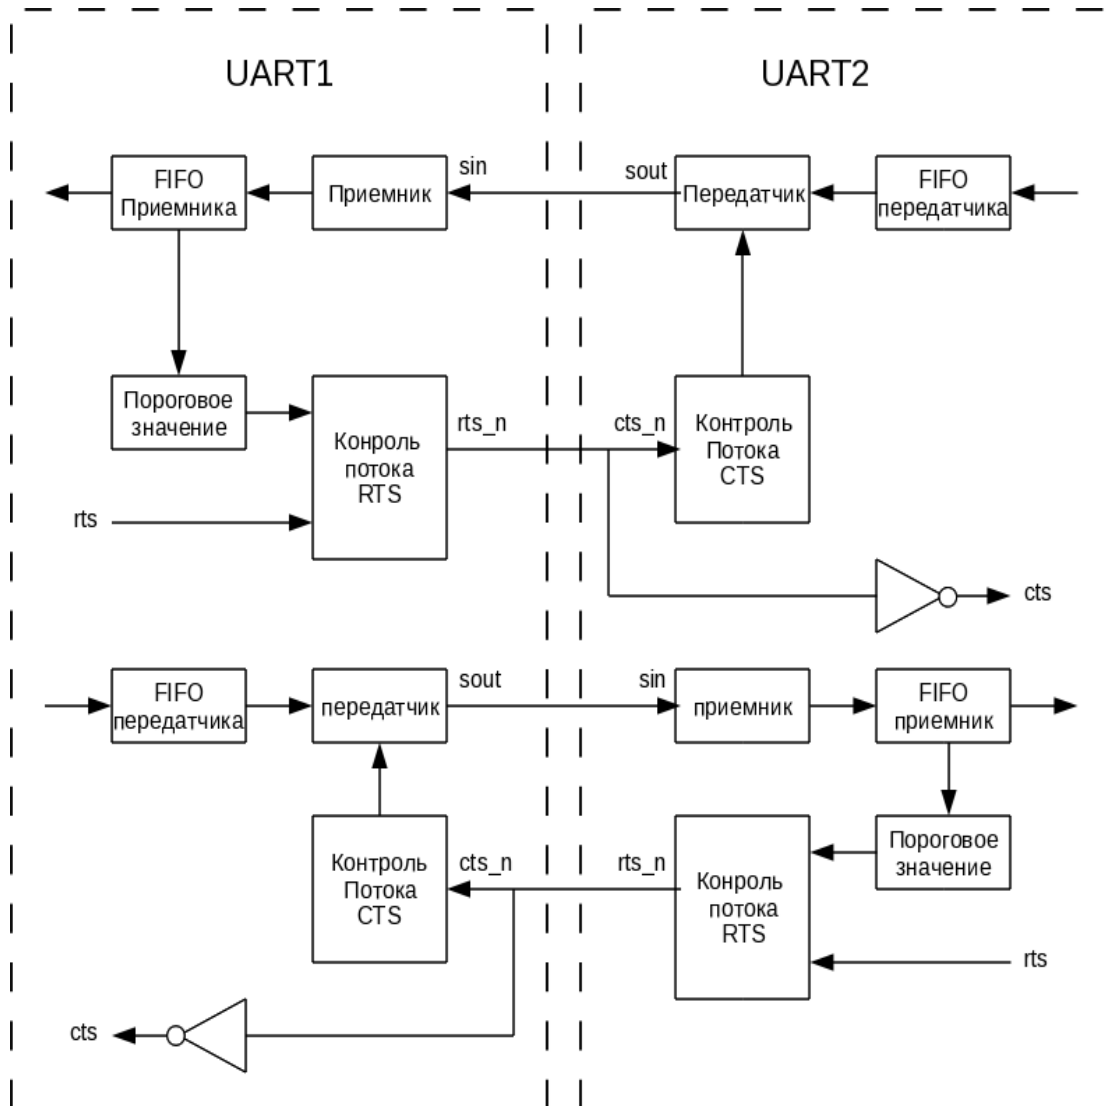 UART1
UART2
sin
sout
FIFO
Приемника
Приемник
Передатчик
FIFO
передатчика
Пороговое
значение
Конроль
потока
RTS
rts_n
cts_n
Контроль
Потока
CTS
rts
cts
FIFO
передатчика
передатчик
sout
sin
приемник
FIFO
приемник
Контроль
Потока
CTS
cts_n
rts_n
Конроль
потока
RTS
Пороговое
значение
rts
cts